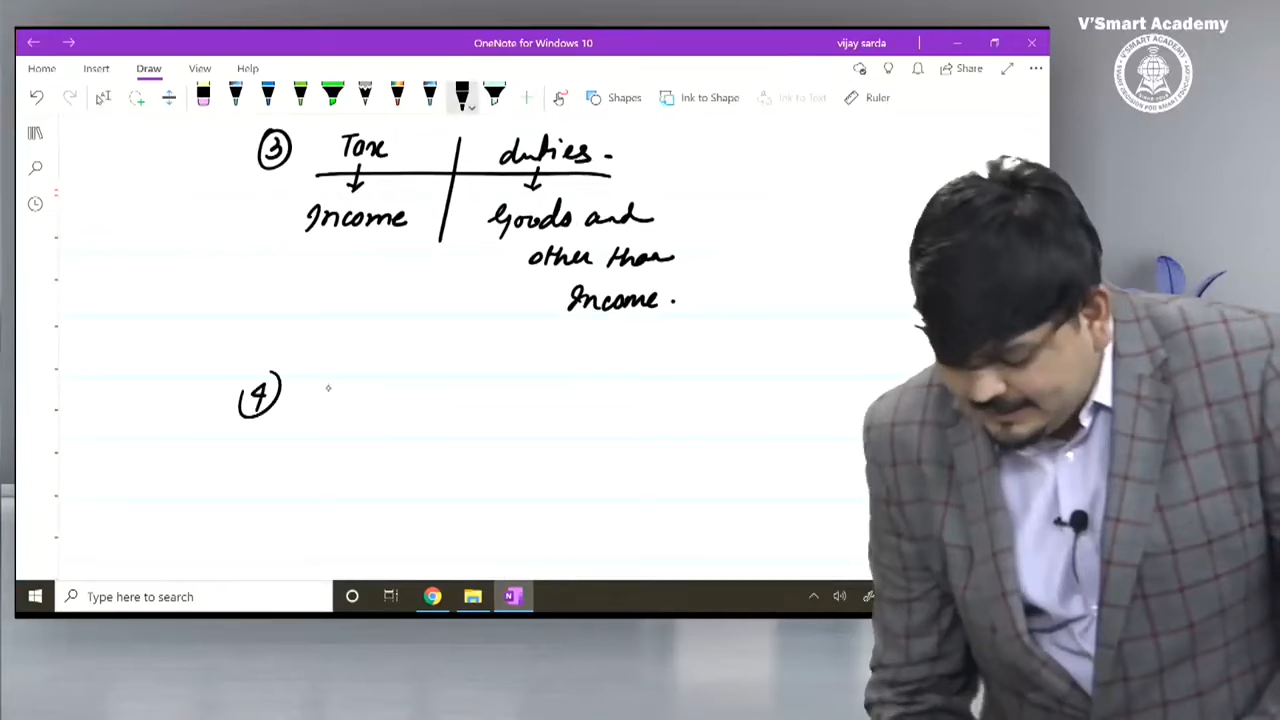 V'Smart Academy
OneNote for Windows 10
vijay sarda
Home Insert Draw View Help
Share
Shapes Ink to Shape Ink to Text Ruler
3 Tax duties.
Income Goods and
other than
Income.
4
Type here to search